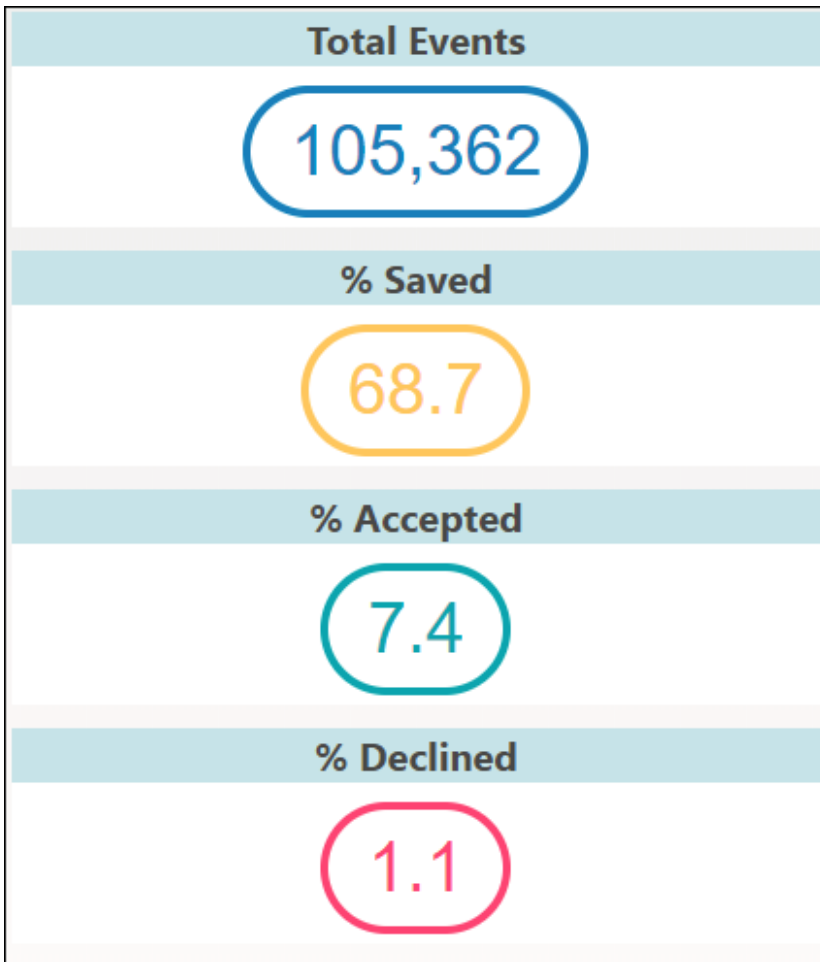 Total Events
105,362
% Saved
68.7
% Accepted
7.4
% Declined
1.1